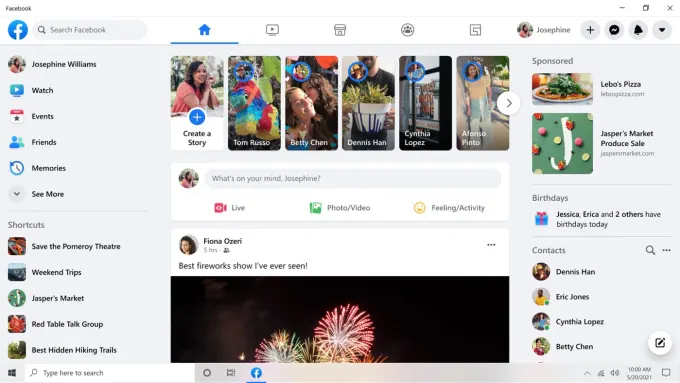 Facebook
Search Facebook
Josephine
Josephine Williams
Watch
Events
Friends
Memories
See More
Shortcuts
Save the Pomeroy Theatre
Weekend Trips
Jasper's Market
Red Table Talk Group
Best Hidden Hiking Trails
Create a
Story
Tom Russo
Betty Chen
Dennis Han
Cynthia
Lopez
Afonso
Pinto
What's on your mind, Josephine?
Live
Photo/Video
Feeling/Activity
Fiona Ozeri
5 hrs ·
Best fireworks show I've ever seen!
Sponsored
Lebo's Pizza
lebospizza.com
Jasper's Market
Produce Sale
jaspersmarket.com
Birthdays
Jessica, Erica and 2 others have
birthdays today
Contacts
Dennis Han
Eric Jones
Cynthia Lopez
Betty Chen
Type here to search
10:00 AM
5/20/2021